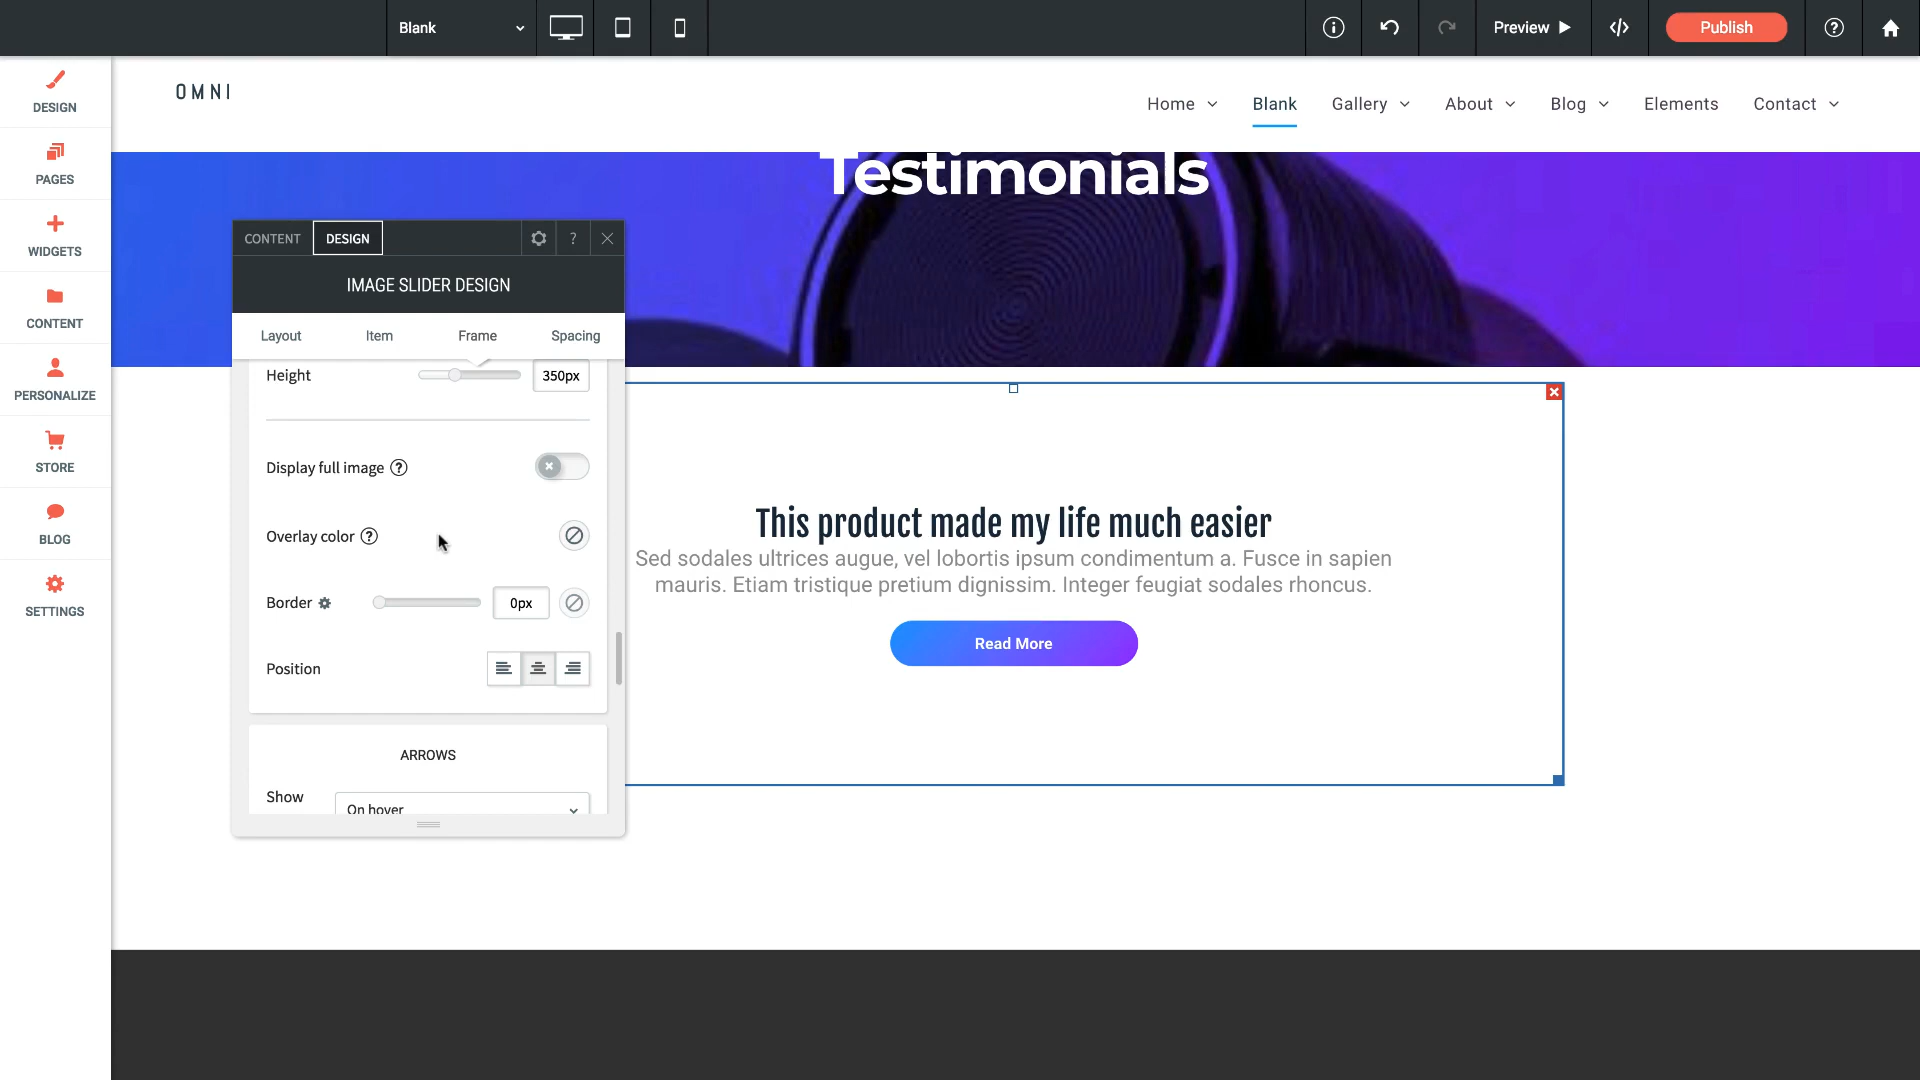 Blank
Preview
Publish
DESIGN
PAGES
WIDGETS
CONTENT
PERSONALIZE
STORE
BLOG
SETTINGS
OMNI
Home
Blank
Gallery
About
Blog
Elements
Contact
Testimonials
CONTENT
DESIGN
?
IMAGE SLIDER DESIGN
Layout
Item
Frame
Spacing
Height
350px
Display full image ?
Overlay color ?
Border
0px
Position
ARROWS
Show
On hover
This product made my life much easier
Sed sodales ultrices augue, vel lobortis ipsum condimentum a. Fusce in sapien
mauris. Etiam tristique pretium dignissim. Integer feugiat sodales rhoncus.
Read More